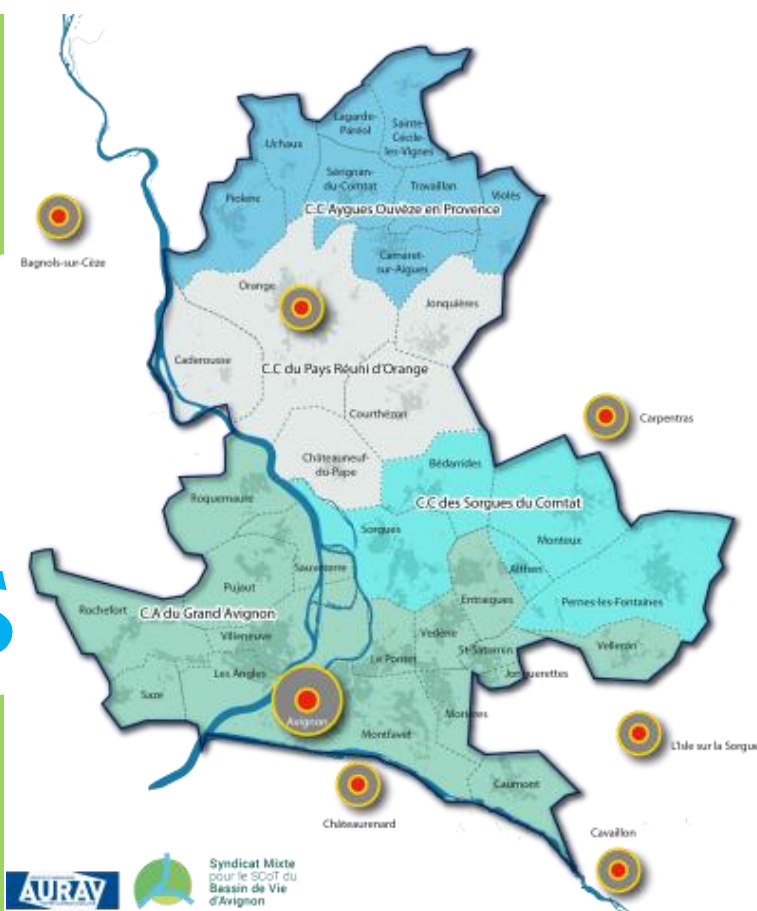 Lagarde-
Paréol
Sainte-
Cécile-
les-Vignes
Uchaux
Sérignan-
du-Comtat
Travaillan
Violès
Piolenc
C.C Aygues Ouvèze en Provence
Bagnols-sur-Cèze
Camaret-
sur-Aigues
Orange
Jonquières
Caderousse
C.C du Pays Réuni d'Orange
Courthézon
Carpentras
Châteauneuf-
du-Pape
Bédarrides
Roquemaure
C.C des Sorgues du Comtat
Sorgues
Monteux
Sauveterre
Althen
Pujaut
Entraigues
Pernes-les-Fontaines
Rochefort
C.A du Grand Avignon
Villeneuve
Vedène
Velleron
St-Saturnin
Le Pontet
Les Angles
Jonquerettes
Saze
Morières
Avignon
Montfavet
L'Isle sur la Sorgue
Caumont
Châteaurenard
Cavaillon
S
AURAV
Syndicat Mixte
pour le SCoT du
Bassin de Vie
d'Avignon